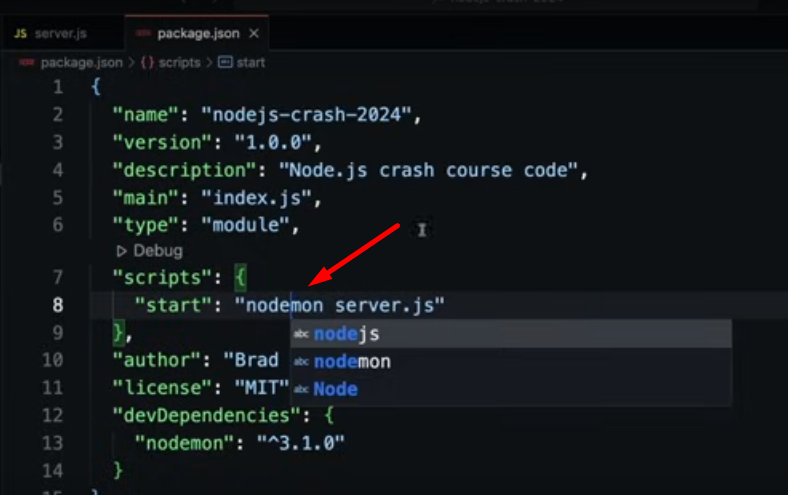 JS server.js package.json ×
package.json > {} scripts > abc start
1 {
2 "name": "nodejs-crash-2024",
3 "version": "1.0.0",
4 "description": "Node.js crash course code",
5 "main": "index.js",
6 "type": "module",
Debug
7 "scripts": {
8 "start": "nodemon server.js"
abc nodejs
9 },
abc nodemon
10 "author": "Brad
abc Node
11 "license": "MIT"
12 "devDependencies": {
13 "nodemon": "^3.1.0"
14 }